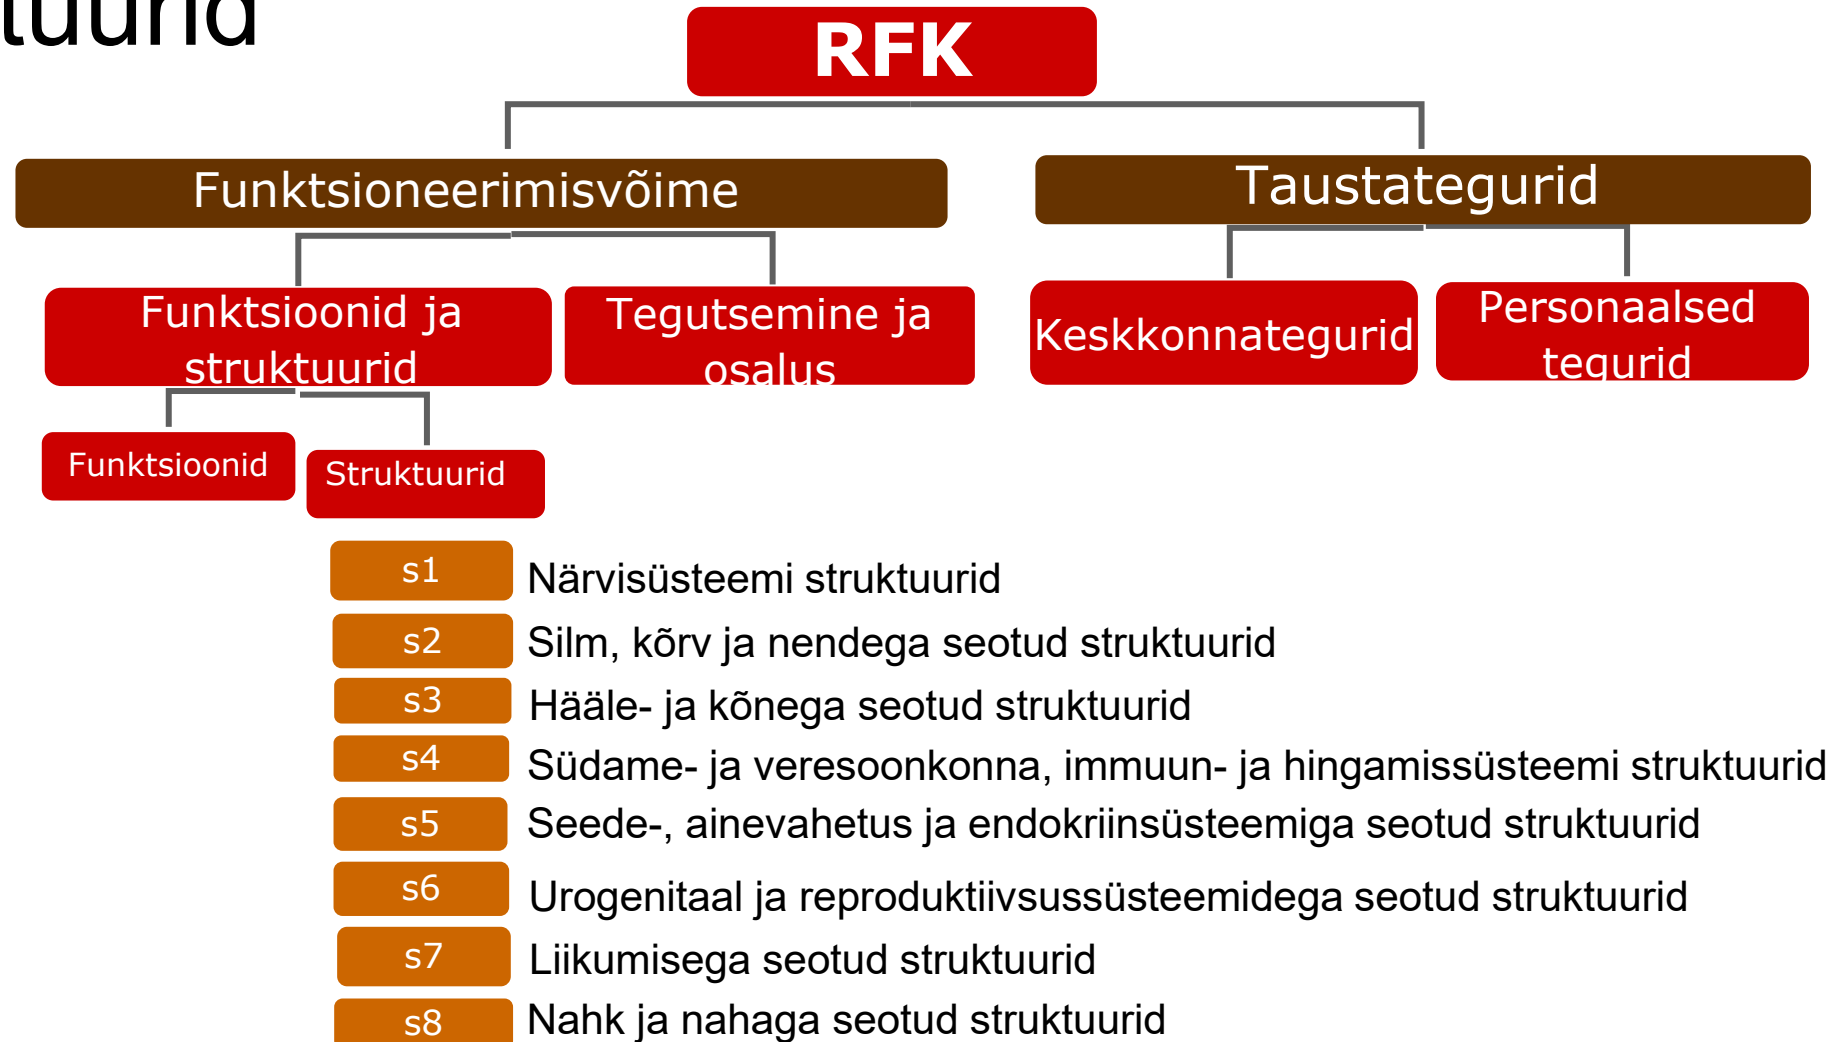 tuurid
RFK
Funktsioneerimisvõime
Taustategurid
Funktsioonid ja
struktuurid
Tegutsemine ja
osalus
Keskkonnategurid
Personaalsed
tegurid
Funktsioonid
Struktuurid
s1 Närvisüsteemi struktuurid
s2 Silm, kõrv ja nendega seotud struktuurid
s3 Hääle- ja kõnega seotud struktuurid
s4 Südame- ja veresoonkonna, immuun- ja hingamissüsteemi struktuurid
s5 Seede-, ainevahetus ja endokriinsüsteemiga seotud struktuurid
s6 Urogenitaal ja reproduktiivsussüsteemidega seotud struktuurid
s7 Liikumisega seotud struktuurid
s8 Nahk ja nahaga seotud struktuurid